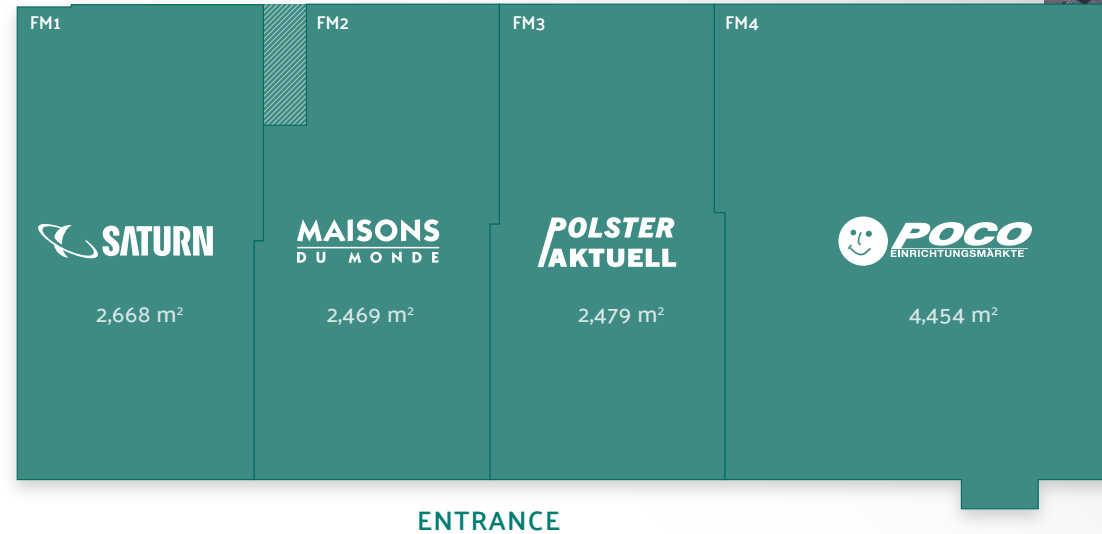 FM1
FM2
FM3
FM4
SATURN
MAISONS
DU MONDE
POLSTER
AKTUELL
POCO
EINRICHTUNGSMÄRKTE
2,668 m²
2,469 m²
2,479 m²
4,454 m²
ENTRANCE